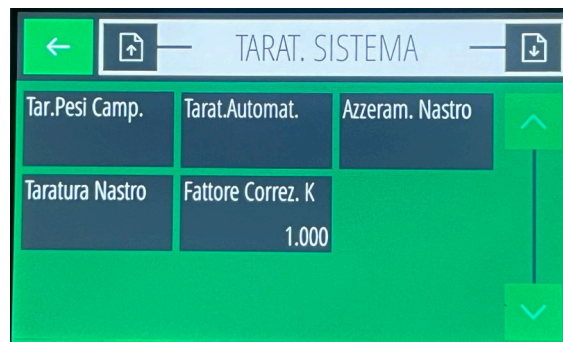 TARAT. SISTEMA
Tar.Pesi Camp.
Tarat.Automat.
Azzeram. Nastro
Taratura Nastro
Fattore Correz. K
1.000